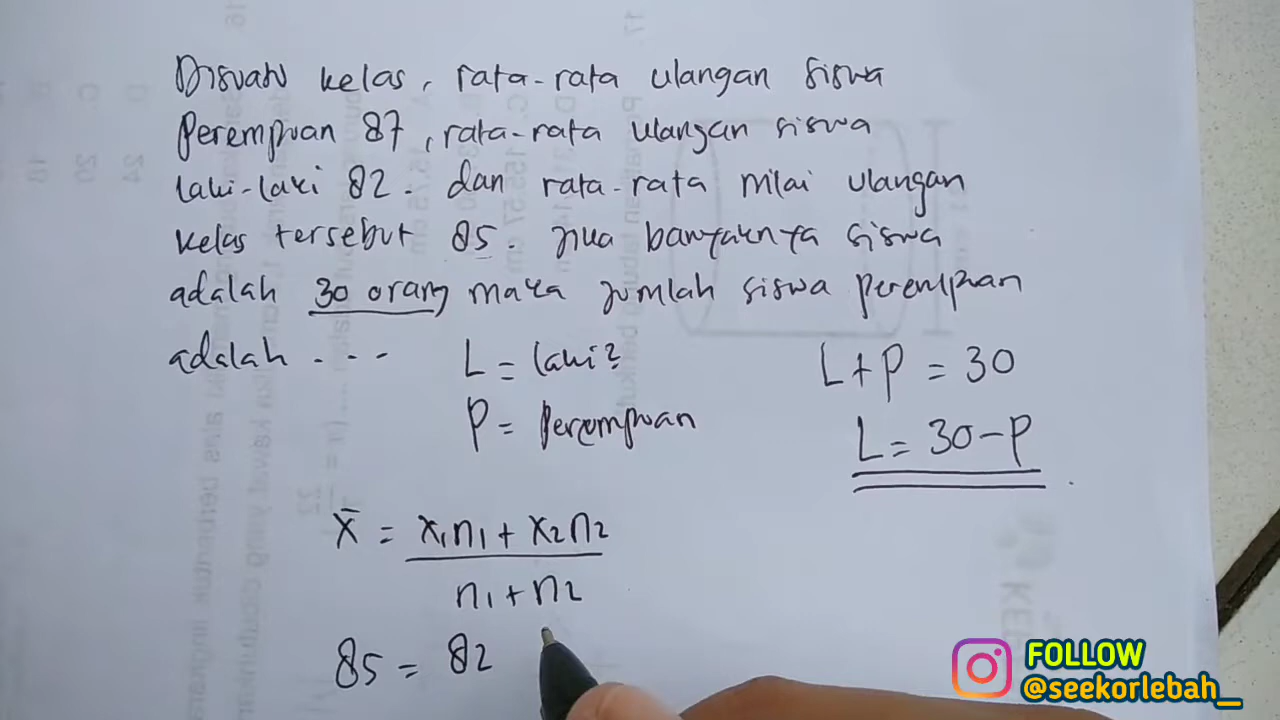 Disuatu kelas, rata-rata ulangan siswa
perempuan 87, rata-rata ulangan siswa
laki-laki 82. dan rata-rata nilai ulangan
kelas tersebut 85. jika banyaknya siswa
adalah 30 orang maka jumlah siswa perempuan
adalah ...
L = laki2
P = perempuan
L + P = 30
L = 30 - P
x̄ = x₁n₁ + x₂n₂
n₁ + n₂
85 = 82
FOLLOW
@seekorlebah_